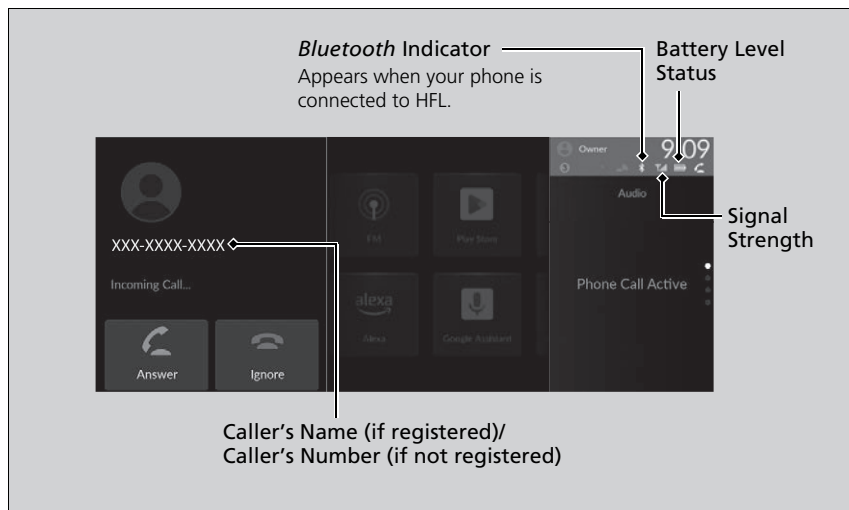 Bluetooth Indicator
Appears when your phone is
connected to HFL.
Battery Level
Status
Owner
9:09
Audio
Signal
Strength
XXX-XXXX-XXXX
Incoming Call...
FM
Play Store
Phone Call Active
alexa
Alexa
Google Assistant
Answer
Ignore
Caller's Name (if registered)/
Caller's Number (if not registered)